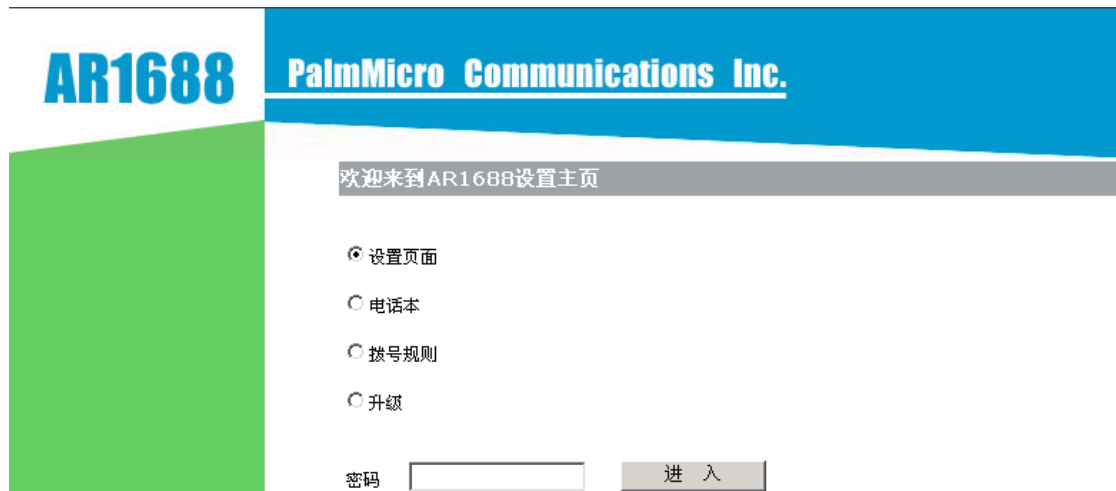 AR1688
PalmMicro Communications Inc.
欢迎来到AR1688设置主页
设置页面
电话本
拨号规则
升级
密码 进 入